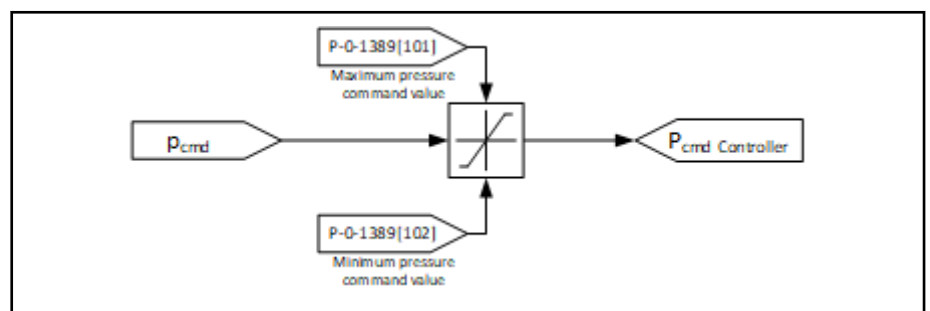 P-0-1389[101]
Maximum pressure
command value
pcmd
Pcmd Controller
P-0-1389[102]
Minimum pressure
command value